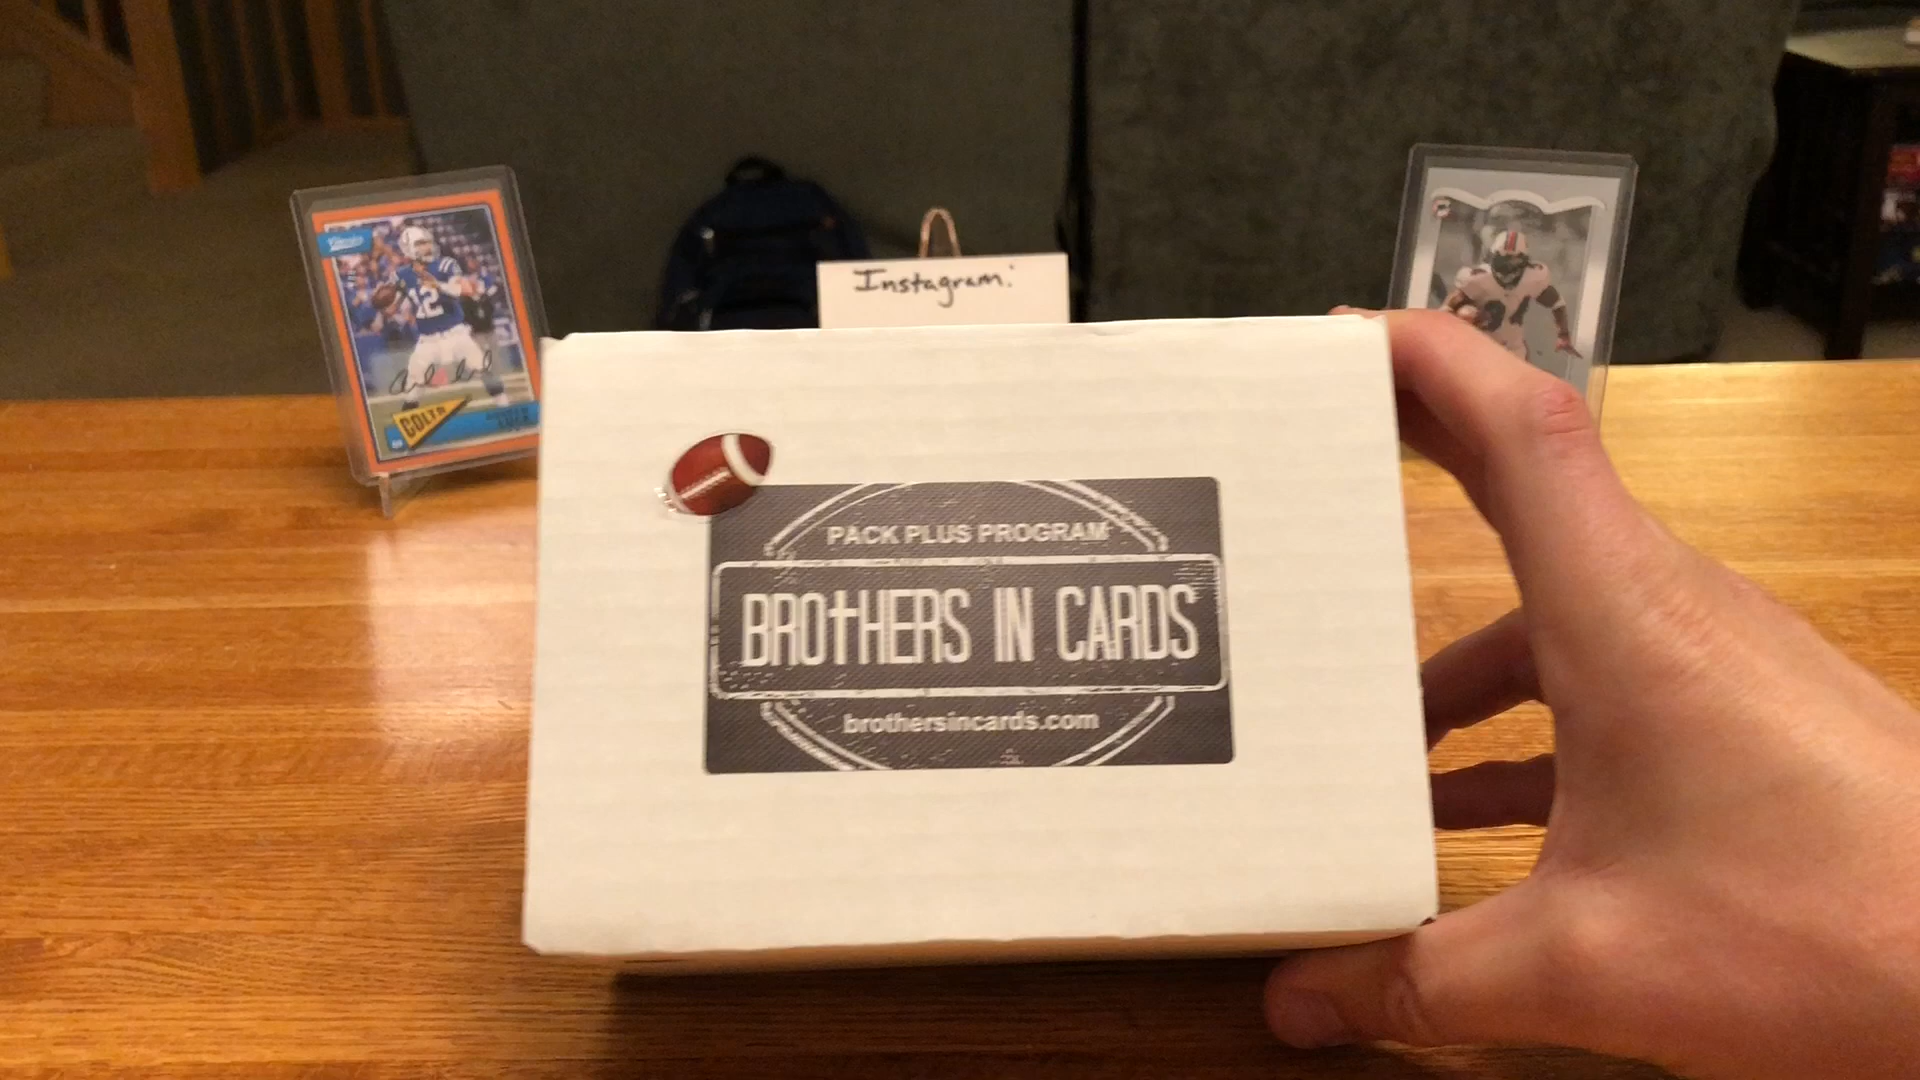 Instagram:
12
COLTS
PACK PLUS PROGRAM
BROTHERS IN CARDS
brothersincards.com